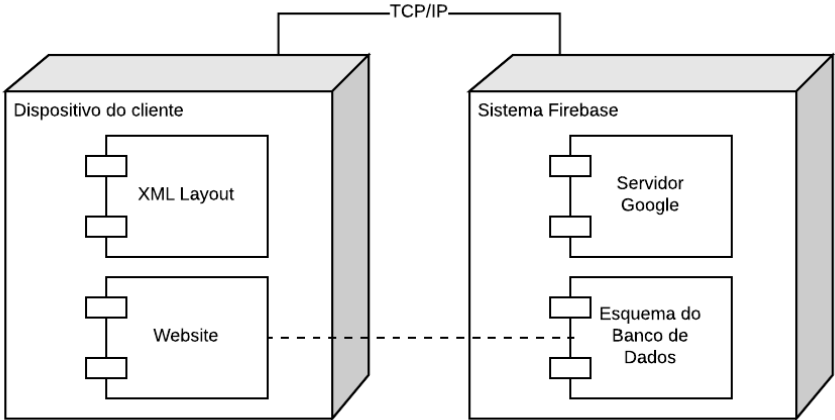 TCP/IP
Dispositivo do cliente
XML Layout
Website
Sistema Firebase
Servidor
Google
Esquema do
Banco de
Dados